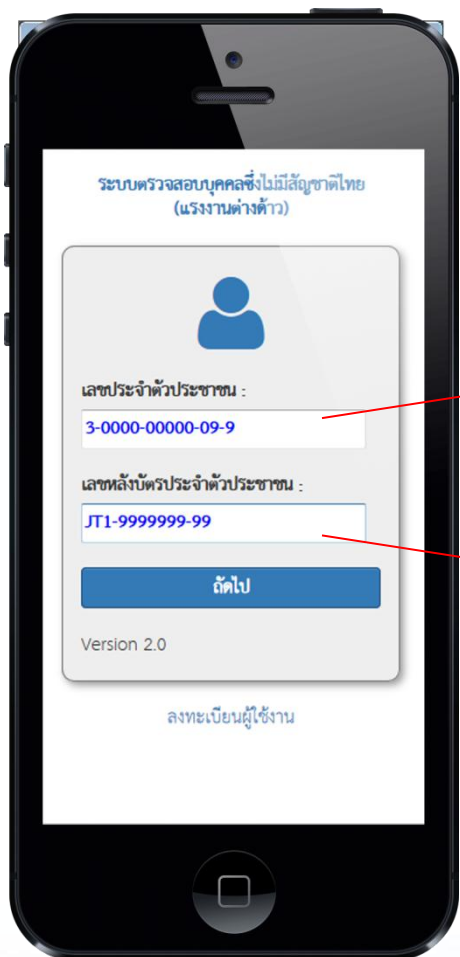 ระบบตรวจสอบบุคคลซึ่งไม่มีสัญชาติไทย
(แรงงานต่างด้าว)
เลขประจำตัวประชาชน :
3-0000-00000-09-9
เลขหลังบัตรประจำตัวประชาชน :
JT1-9999999-99
ถัดไป
Version 2.0
ลงทะเบียนผู้ใช้งาน